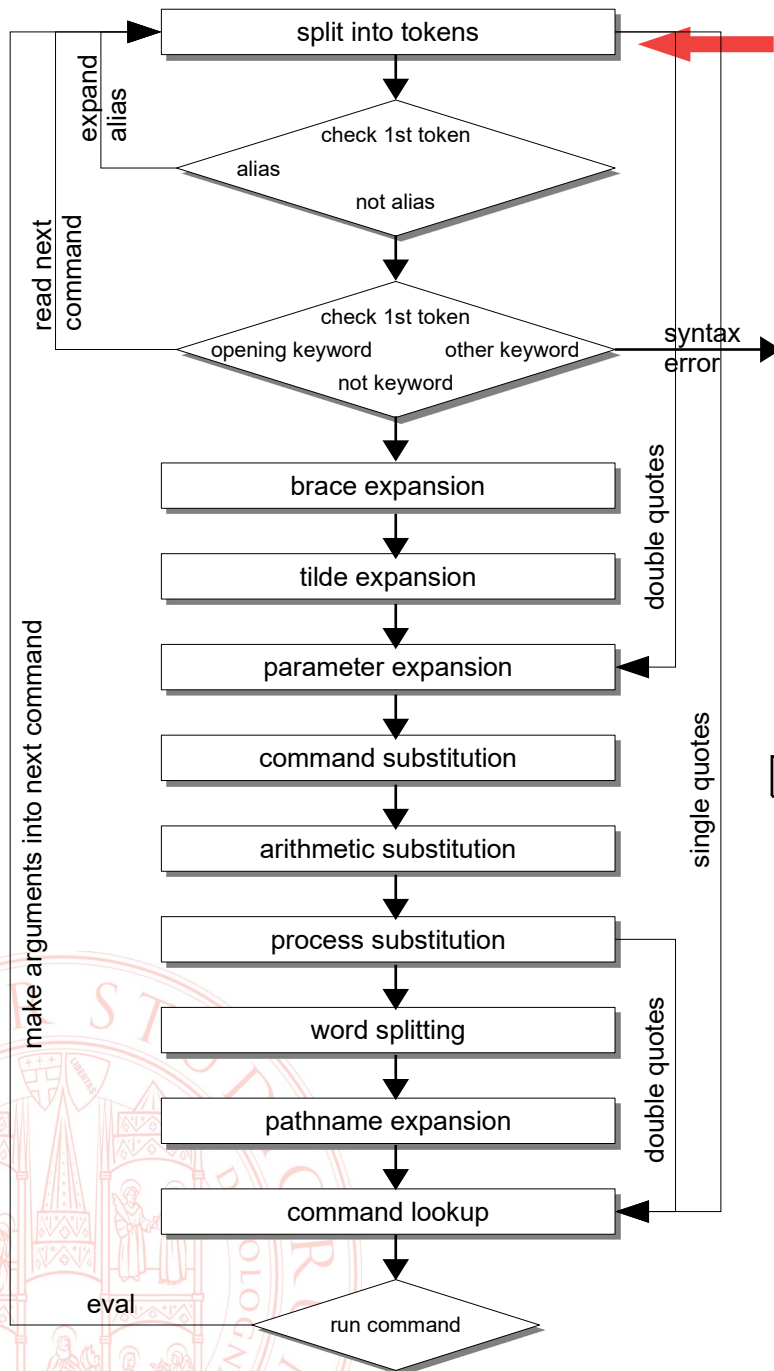 split into tokens
expand
alias
check 1st token
alias
not alias
read next
command
check 1st token
opening keyword
other keyword
not keyword
syntax
error
brace expansion
double quotes
tilde expansion
parameter expansion
command substitution
single quotes
arithmetic substitution
make arguments into next command
process substitution
word splitting
double quotes
pathname expansion
command lookup
eval
run command
LIBERTAS